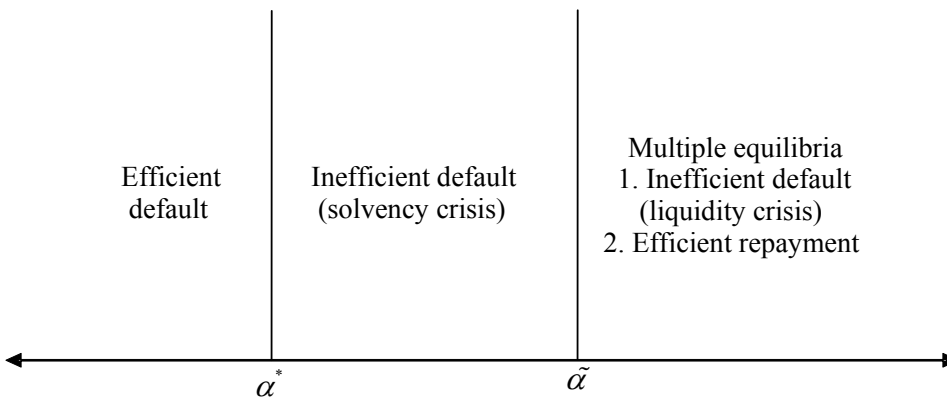 Efficient
default
Inefficient default
(solvency crisis)
Multiple equilibria
1. Inefficient default
(liquidity crisis)
2. Efficient repayment
α*
α̃